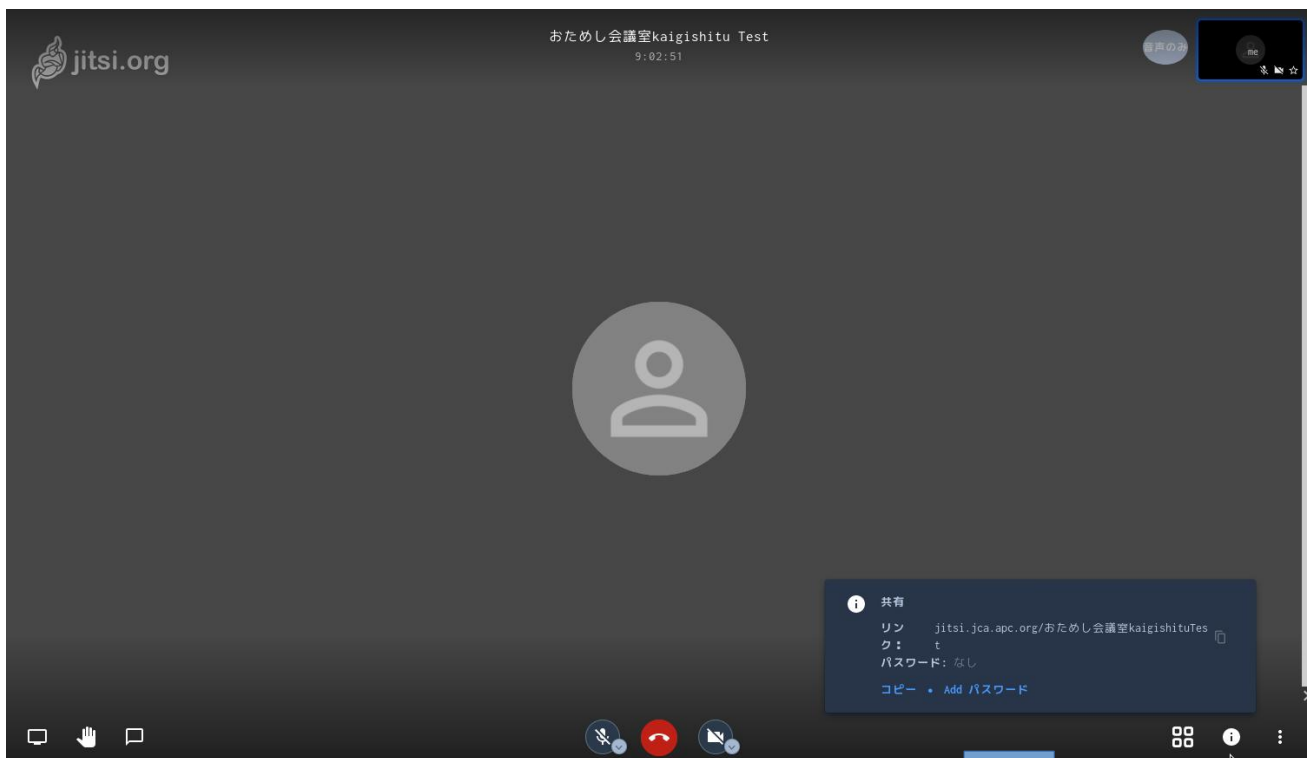 jitsi.org
おためし会議室kaigishitu Test
9:02:51
音声のみ
me
共有
リン
ク：
jitsi.jca.apc.org/おためし会議室kaigishituTes
t
パスワード: なし
コピー • Add パスワード